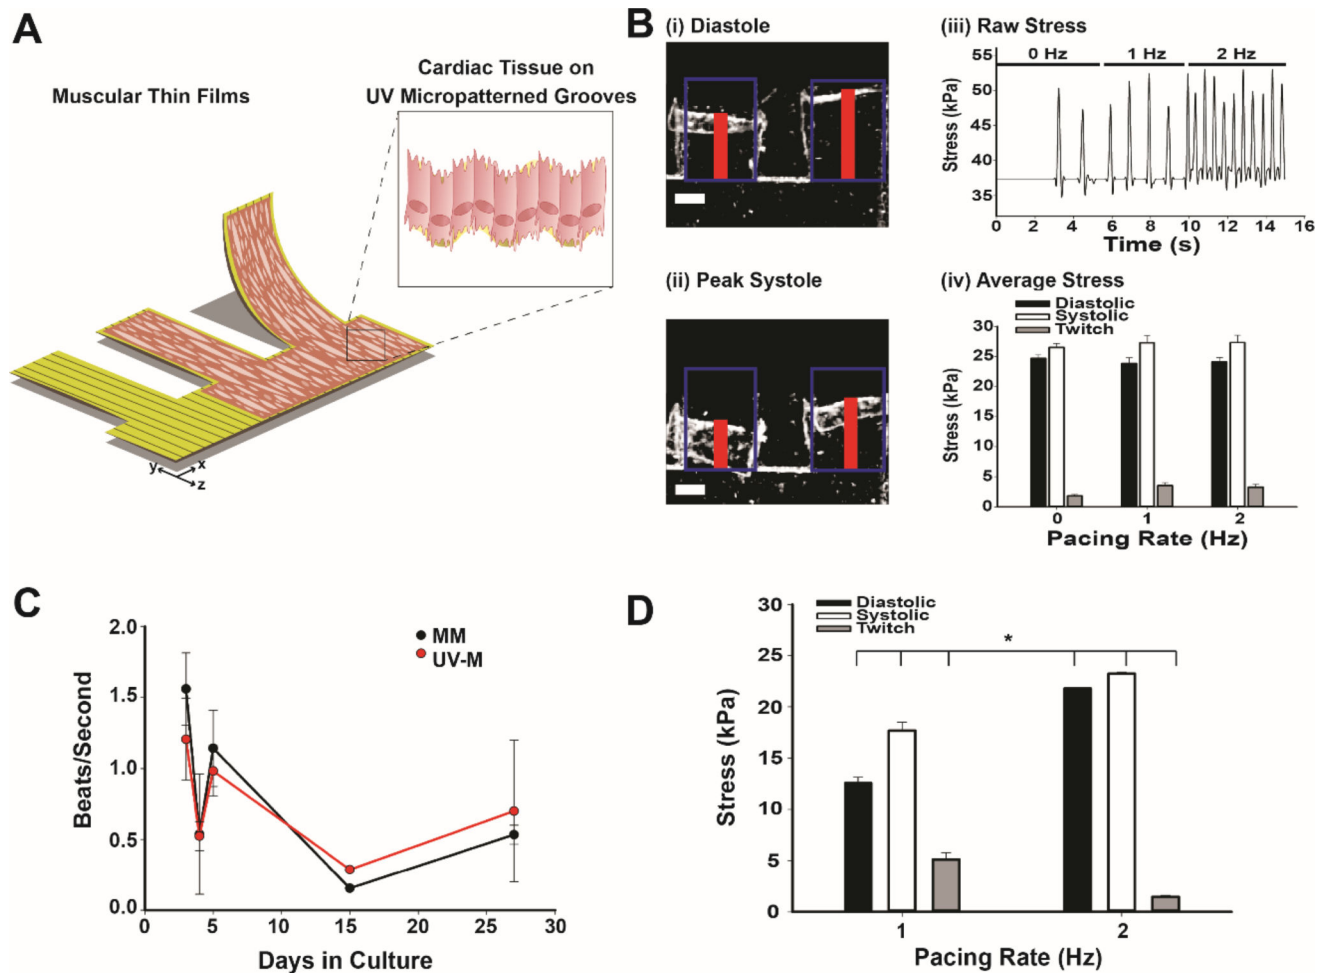 A
Muscular Thin Films
Cardiac Tissue on
UV Micropatterned Grooves
y
x
z
B
(i) Diastole
(ii) Peak Systole
(iii) Raw Stress
0 Hz 1 Hz 2 Hz
55
50
45
40
35
Stress (kPa)
0 2 4 6 8 10 12 14 16
Time (s)
(iv) Average Stress
Diastolic
Systolic
Twitch
30
25
20
15
10
5
0
Stress (kPa)
0 1 2
Pacing Rate (Hz)
C
2.0
1.5
1.0
0.5
0.0
Beats/Second
MM
UV-M
0 5 10 15 20 25 30
Days in Culture
D
Diastolic
Systolic
Twitch
*
30
25
20
15
10
5
0
Stress (kPa)
1 2
Pacing Rate (Hz)